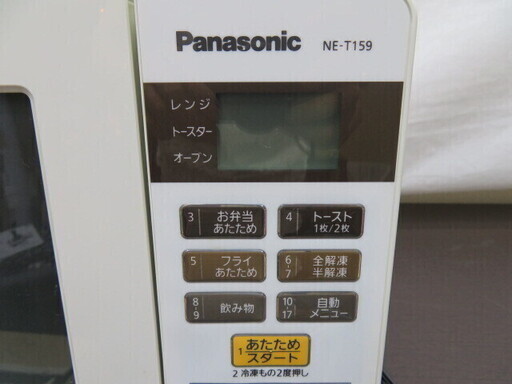 Panasonic NE-T159
レンジ
トースター
オーブン
3 お弁当 あたため
4 トースト 1枚/2枚
5 フライ あたため
6・7 全解凍 半解凍
8・9 飲み物
10・17 自動 メニュー
1 あたため スタート
2 冷凍もの2度押し